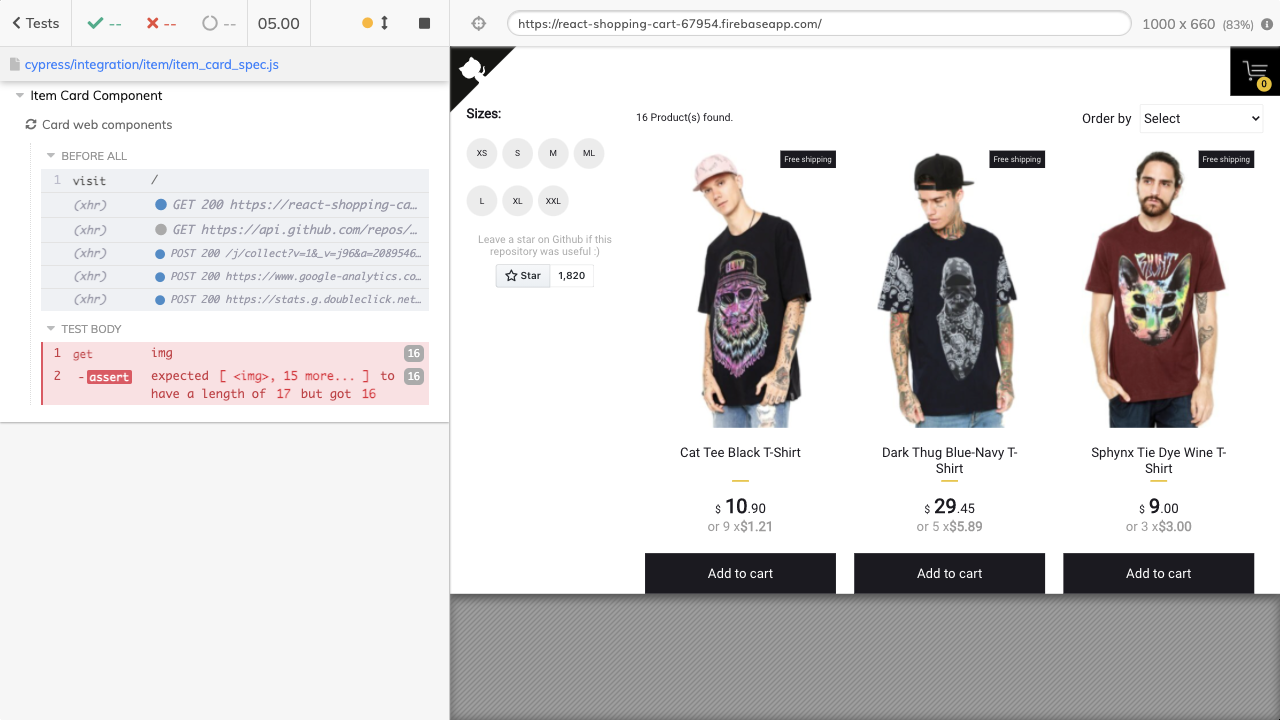 Tests
--
--
--
05.00
https://react-shopping-cart-67954.firebaseapp.com/
1000 x 660 (83%)
cypress/integration/item/item_card_spec.js
Item Card Component
Card web components
BEFORE ALL
1 visit /
(xhr) GET 200 https://react-shopping-ca…
(xhr) GET https://api.github.com/repos/…
(xhr) POST 200 /j/collect?v=1&_v=j96&a=2089546…
(xhr) POST 200 https://www.google-analytics.co…
(xhr) POST 200 https://stats.g.doubleclick.net…
TEST BODY
1 get img 16
2 -assert expected [ <img>, 15 more... ] to 16
have a length of 17 but got 16
0
Sizes:
XS S M ML
L XL XXL
Leave a star on Github if this
repository was useful :)
Star 1,820
16 Product(s) found.
Order by Select
Free shipping
Free shipping
Free shipping
Cat Tee Black T-Shirt
$ 10.90
or 9 x$1.21
Add to cart
Dark Thug Blue-Navy T-
Shirt
$ 29.45
or 5 x$5.89
Add to cart
Sphynx Tie Dye Wine T-
Shirt
$ 9.00
or 3 x$3.00
Add to cart